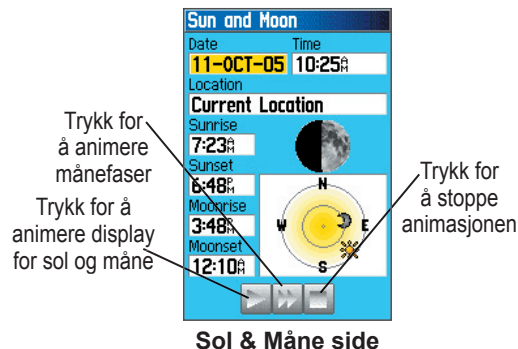 Sun and Moon
Date Time
11-OCT-05 10:25AM
Location
Current Location
Sunrise
7:23AM
Sunset
6:48PM
Moonrise
3:48PM
Moonset
12:10AM
N
W E
S
Trykk for
å animere
månefaser
Trykk for å
animere display
for sol og måne
Trykk for
å stoppe
animasjonen
Sol & Måne side